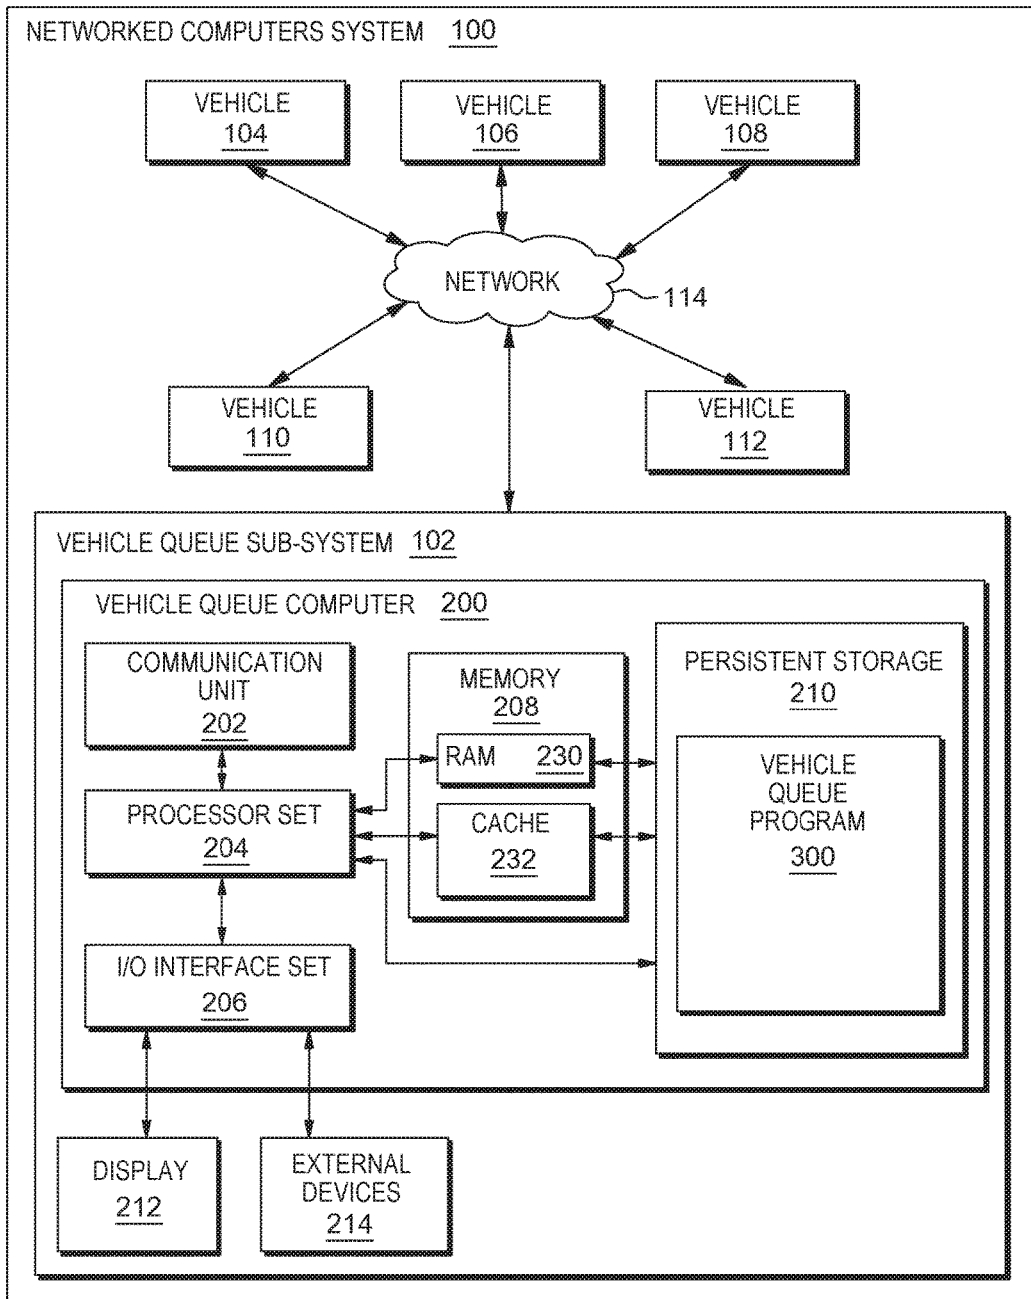 NETWORKED COMPUTERS SYSTEM 100
VEHICLE
104
VEHICLE
106
VEHICLE
108
NETWORK
114
VEHICLE
110
VEHICLE
112
VEHICLE QUEUE SUB-SYSTEM 102
VEHICLE QUEUE COMPUTER 200
COMMUNICATION
UNIT
202
PROCESSOR SET
204
I/O INTERFACE SET
206
MEMORY
208
RAM 230
CACHE
232
PERSISTENT STORAGE
210
VEHICLE
QUEUE
PROGRAM
300
DISPLAY
212
EXTERNAL
DEVICES
214